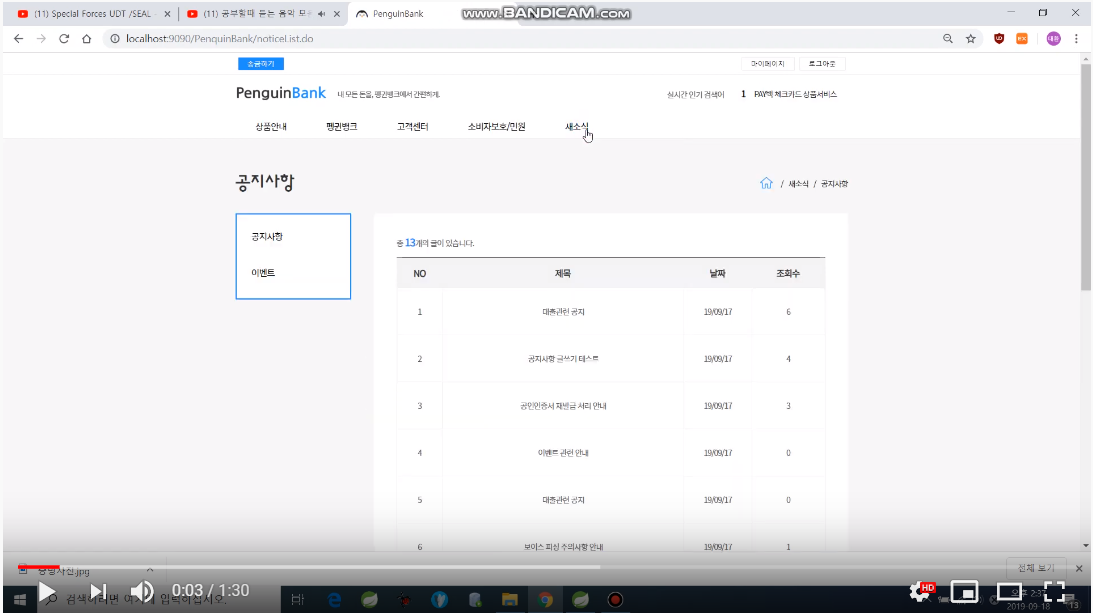 (11) Special Forces UDT /SEAL -
(11) 공부할때 듣는 음악 모
PenguinBank
www.BANDICAM.com
localhost:9090/PenquinBank/noticeList.do
송금하기
마이페이지
로그아웃
PenguinBank
내 모든 돈을, 펭귄뱅크에서 간편하게.
실시간 인기 검색어
1 PAY백 체크카드 상품서비스
상품안내
펭귄뱅크
고객센터
소비자보호/민원
새소식
공지사항
/ 새소식 / 공지사항
공지사항
이벤트
총 13개의 글이 있습니다.
NO 제목 날짜 조회수
1 대출관련 공지 19/09/17 6
2 공지사항 글쓰기 테스트 19/09/17 4
3 공인인증서 재발급 처리 안내 19/09/17 3
4 이벤트 관련 안내 19/09/17 0
5 대출관련 공지 19/09/17 0
6 보이스 피싱 주의사항 안내 19/09/17 1
증명사진.jpg
전체 보기
0:03 / 1:30
HD
검색하려면 여기에 입력하십시오.
오후 2:37
2019-09-18
13